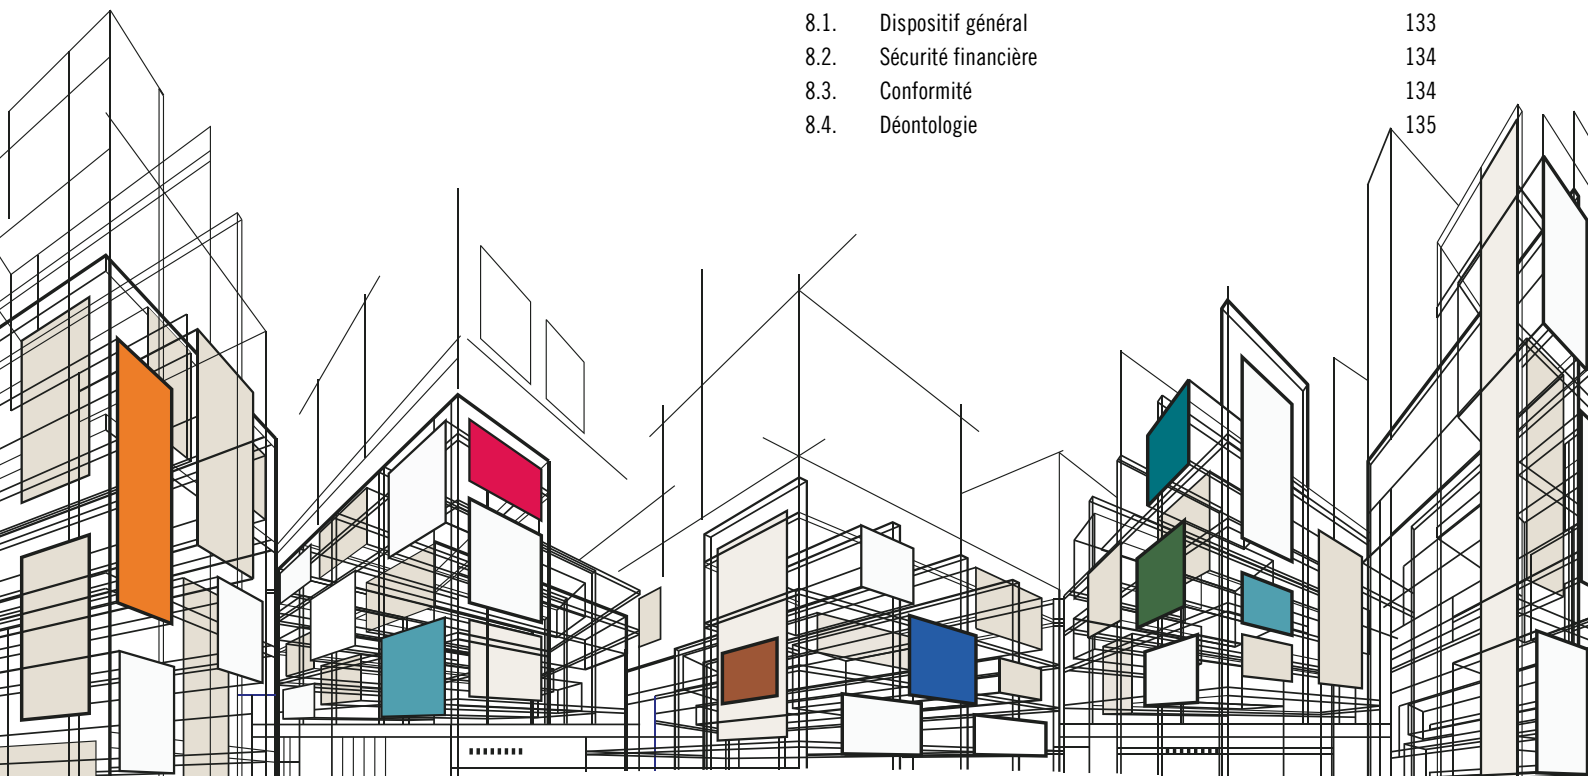 8.1. Dispositif général 133
8.2. Sécurité financière 134
8.3. Conformité 134
8.4. Déontologie 135